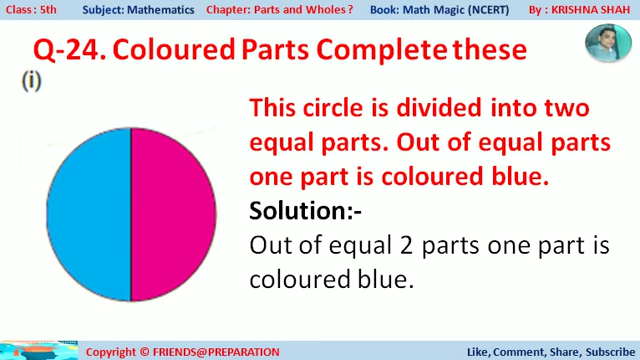 Class : 5th Subject: Mathematics Chapter: Parts and Wholes ? Book: Math Magic (NCERT) By : KRISHNA SHAH
Q-24. Coloured Parts Complete these
(i)
This circle is divided into two
equal parts. Out of equal parts
one part is coloured blue.
Solution:-
Out of equal 2 parts one part is
coloured blue.
Copyright © FRIENDS@PREPARATION Like, Comment, Share, Subscribe